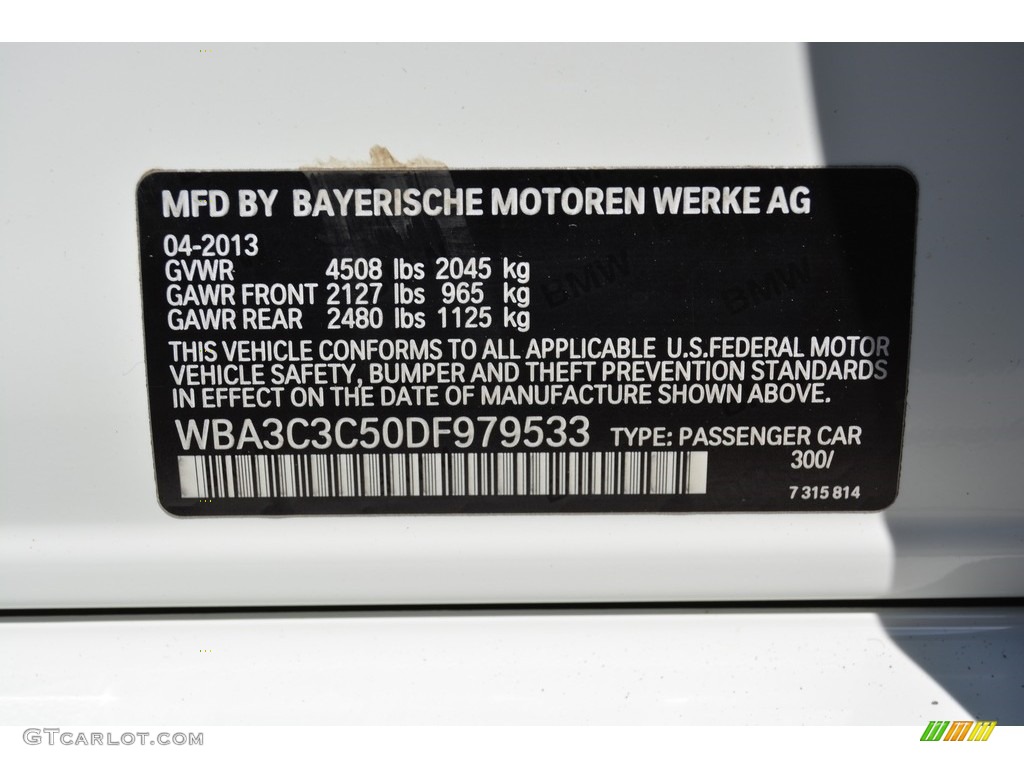 MFD BY BAYERISCHE MOTOREN WERKE AG
04-2013
GVWR 4508 lbs 2045 kg
GAWR FRONT 2127 lbs 965 kg
GAWR REAR 2480 lbs 1125 kg
THIS VEHICLE CONFORMS TO ALL APPLICABLE U.S.FEDERAL MOTOR
VEHICLE SAFETY, BUMPER AND THEFT PREVENTION STANDARDS
IN EFFECT ON THE DATE OF MANUFACTURE SHOWN ABOVE.
WBA3C3C50DF979533 TYPE: PASSENGER CAR
300/
7 315 814
BMW BMW
GTCARLOT.COM